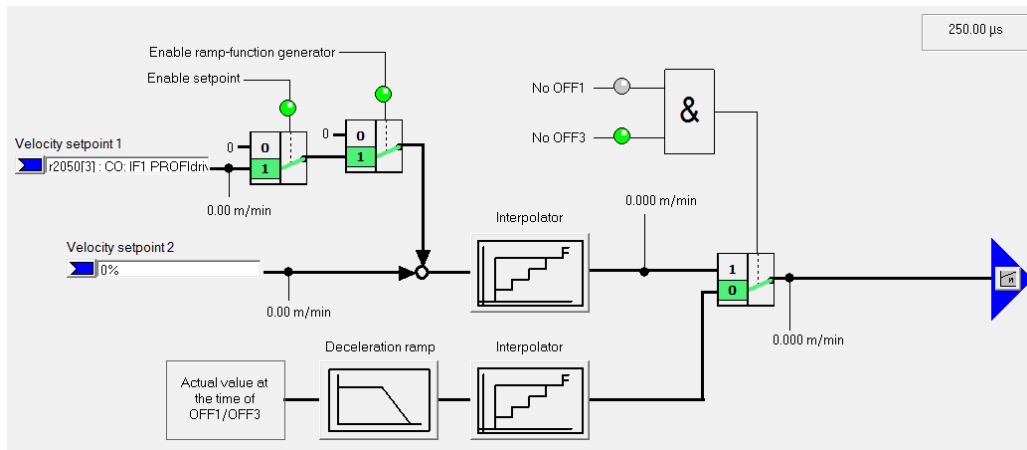 250.00 µs
Enable ramp-function generator
Enable setpoint
No OFF1
&
No OFF3
Velocity setpoint 1
0
0
0
0
r2050[3] : CO: IF1 PROFIdriv
1
1
0.00 m/min
0.000 m/min
Interpolator
Velocity setpoint 2
0%
1
0
n
0.00 m/min
0.000 m/min
Deceleration ramp
Interpolator
Actual value at
the time of
OFF1/OFF3